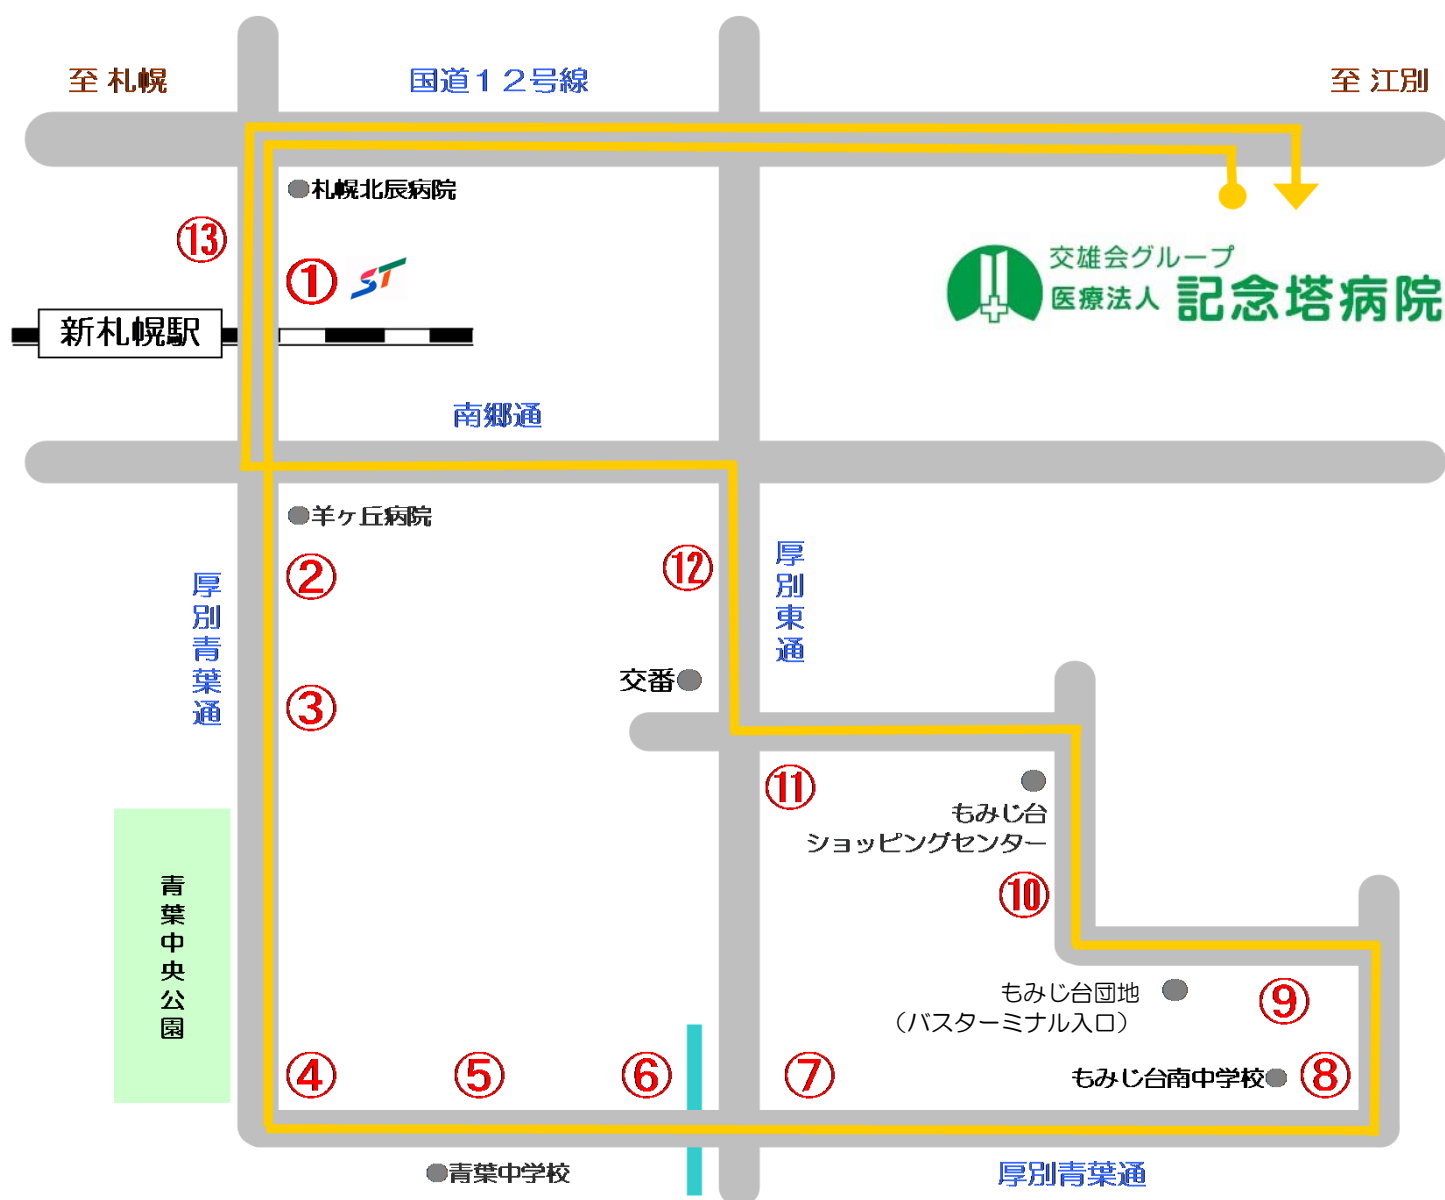 至 札幌
国道１２号線
至 江別
札幌北辰病院
⑬
①
ST
交雄会グループ
医療法人 記念塔病院
新札幌駅
南郷通
羊ヶ丘病院
②
⑫
厚別東通
厚別青葉通
③
交番
⑪
もみじ台
ショッピングセンター
⑩
青葉中央公園
もみじ台団地
（バスターミナル入口）
⑨
④
⑤
⑥
⑦
もみじ台南中学校
⑧
青葉中学校
厚別青葉通